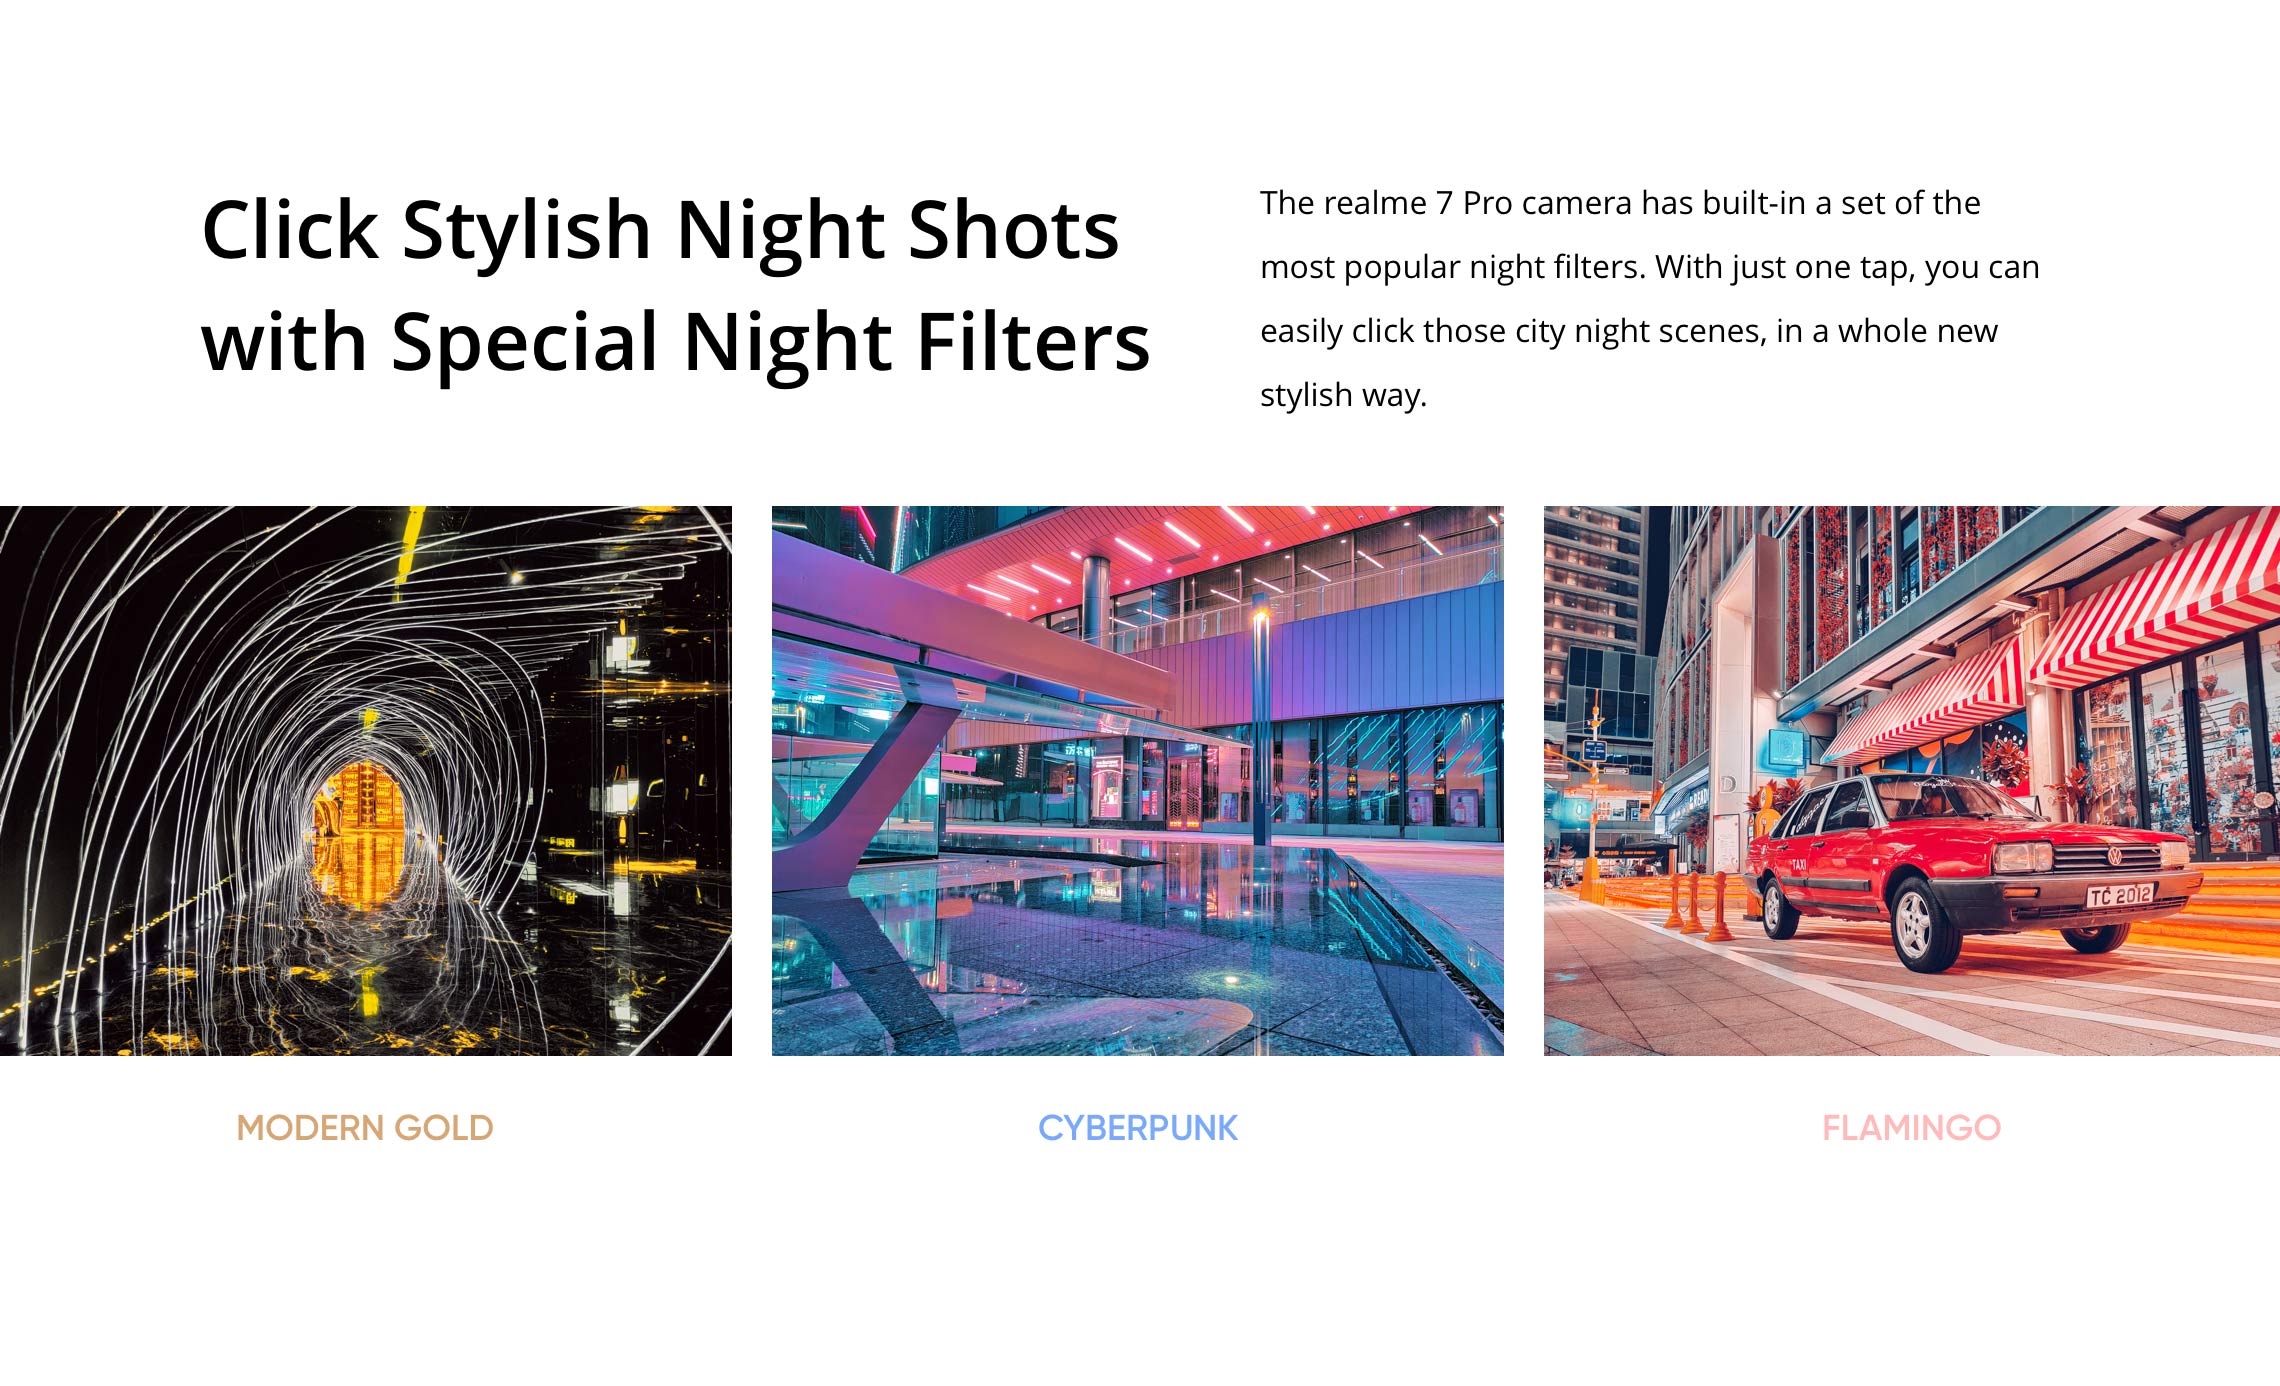 Click Stylish Night Shots
with Special Night Filters
The realme 7 Pro camera has built-in a set of the
most popular night filters. With just one tap, you can
easily click those city night scenes, in a whole new
stylish way.
TAXI
TC 2012
MODERN GOLD
CYBERPUNK
FLAMINGO